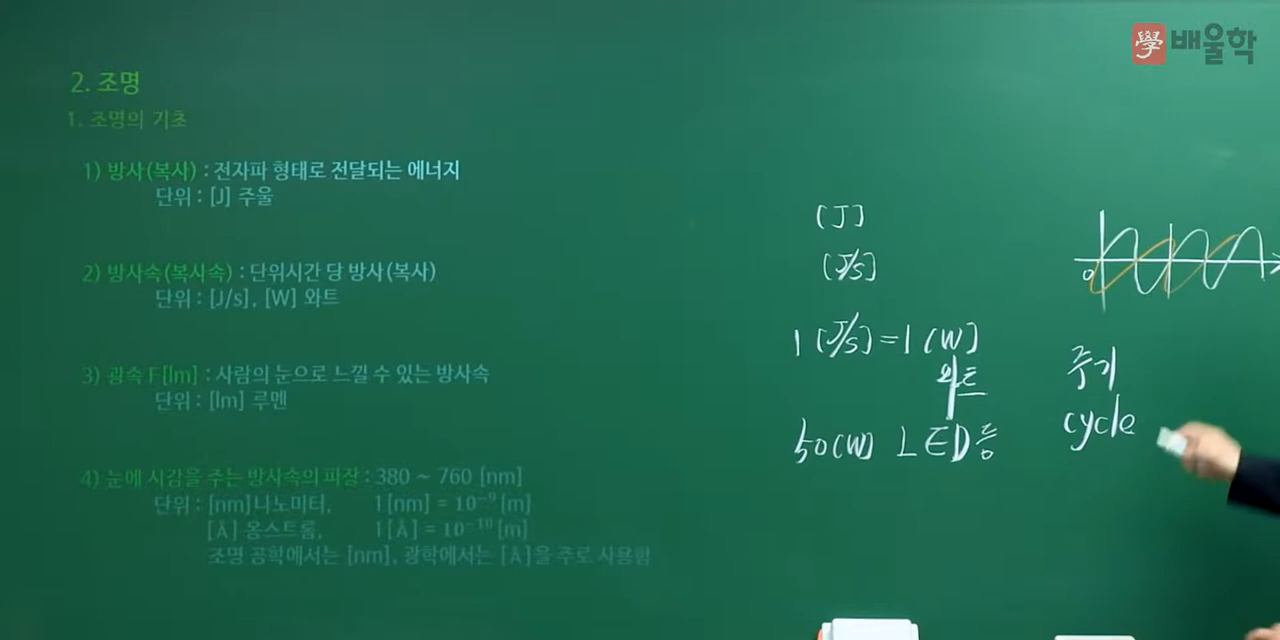 學 배울학
2. 조명
1. 조명의 기초
1) 방사(복사) : 전자파 형태로 전달되는 에너지
단위 : [J] 주울
2) 방사속(복사속) : 단위시간 당 방사(복사)
단위 : [J/s], [W] 와트
3) 광속 F[lm] : 사람의 눈으로 느낄 수 있는 방사속
단위 : [lm] 루멘
4) 눈에 시감을 주는 방사속의 파장 : 380 ~ 760 [nm]
단위 : [nm]나노미터, 1[nm] = 10⁻⁹[m]
[Å] 옹스트롬, 1[Å] = 10⁻¹⁰[m]
조명 공학에서는 [nm], 광학에서는 [Å]을 주로 사용함
[J]
[J/s]
1 [J/s] = 1 [W]
와트
50[W] LED등
0
주기
cycle